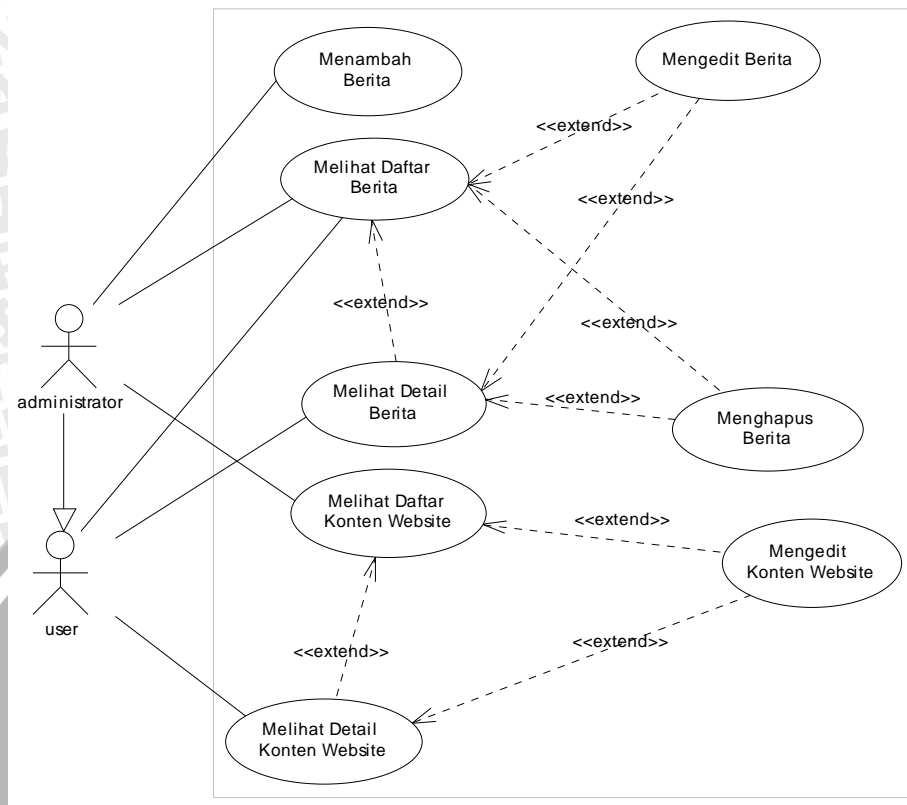 Menambah
Berita
Mengedit Berita
<<extend>>
Melihat Daftar
Berita
<<extend>>
<<extend>>
<<extend>>
administrator
Melihat Detail
Berita
<<extend>>
Menghapus
Berita
Melihat Daftar
Konten Website
<<extend>>
Mengedit
Konten Website
user
<<extend>>
<<extend>>
Melihat Detail
Konten Website